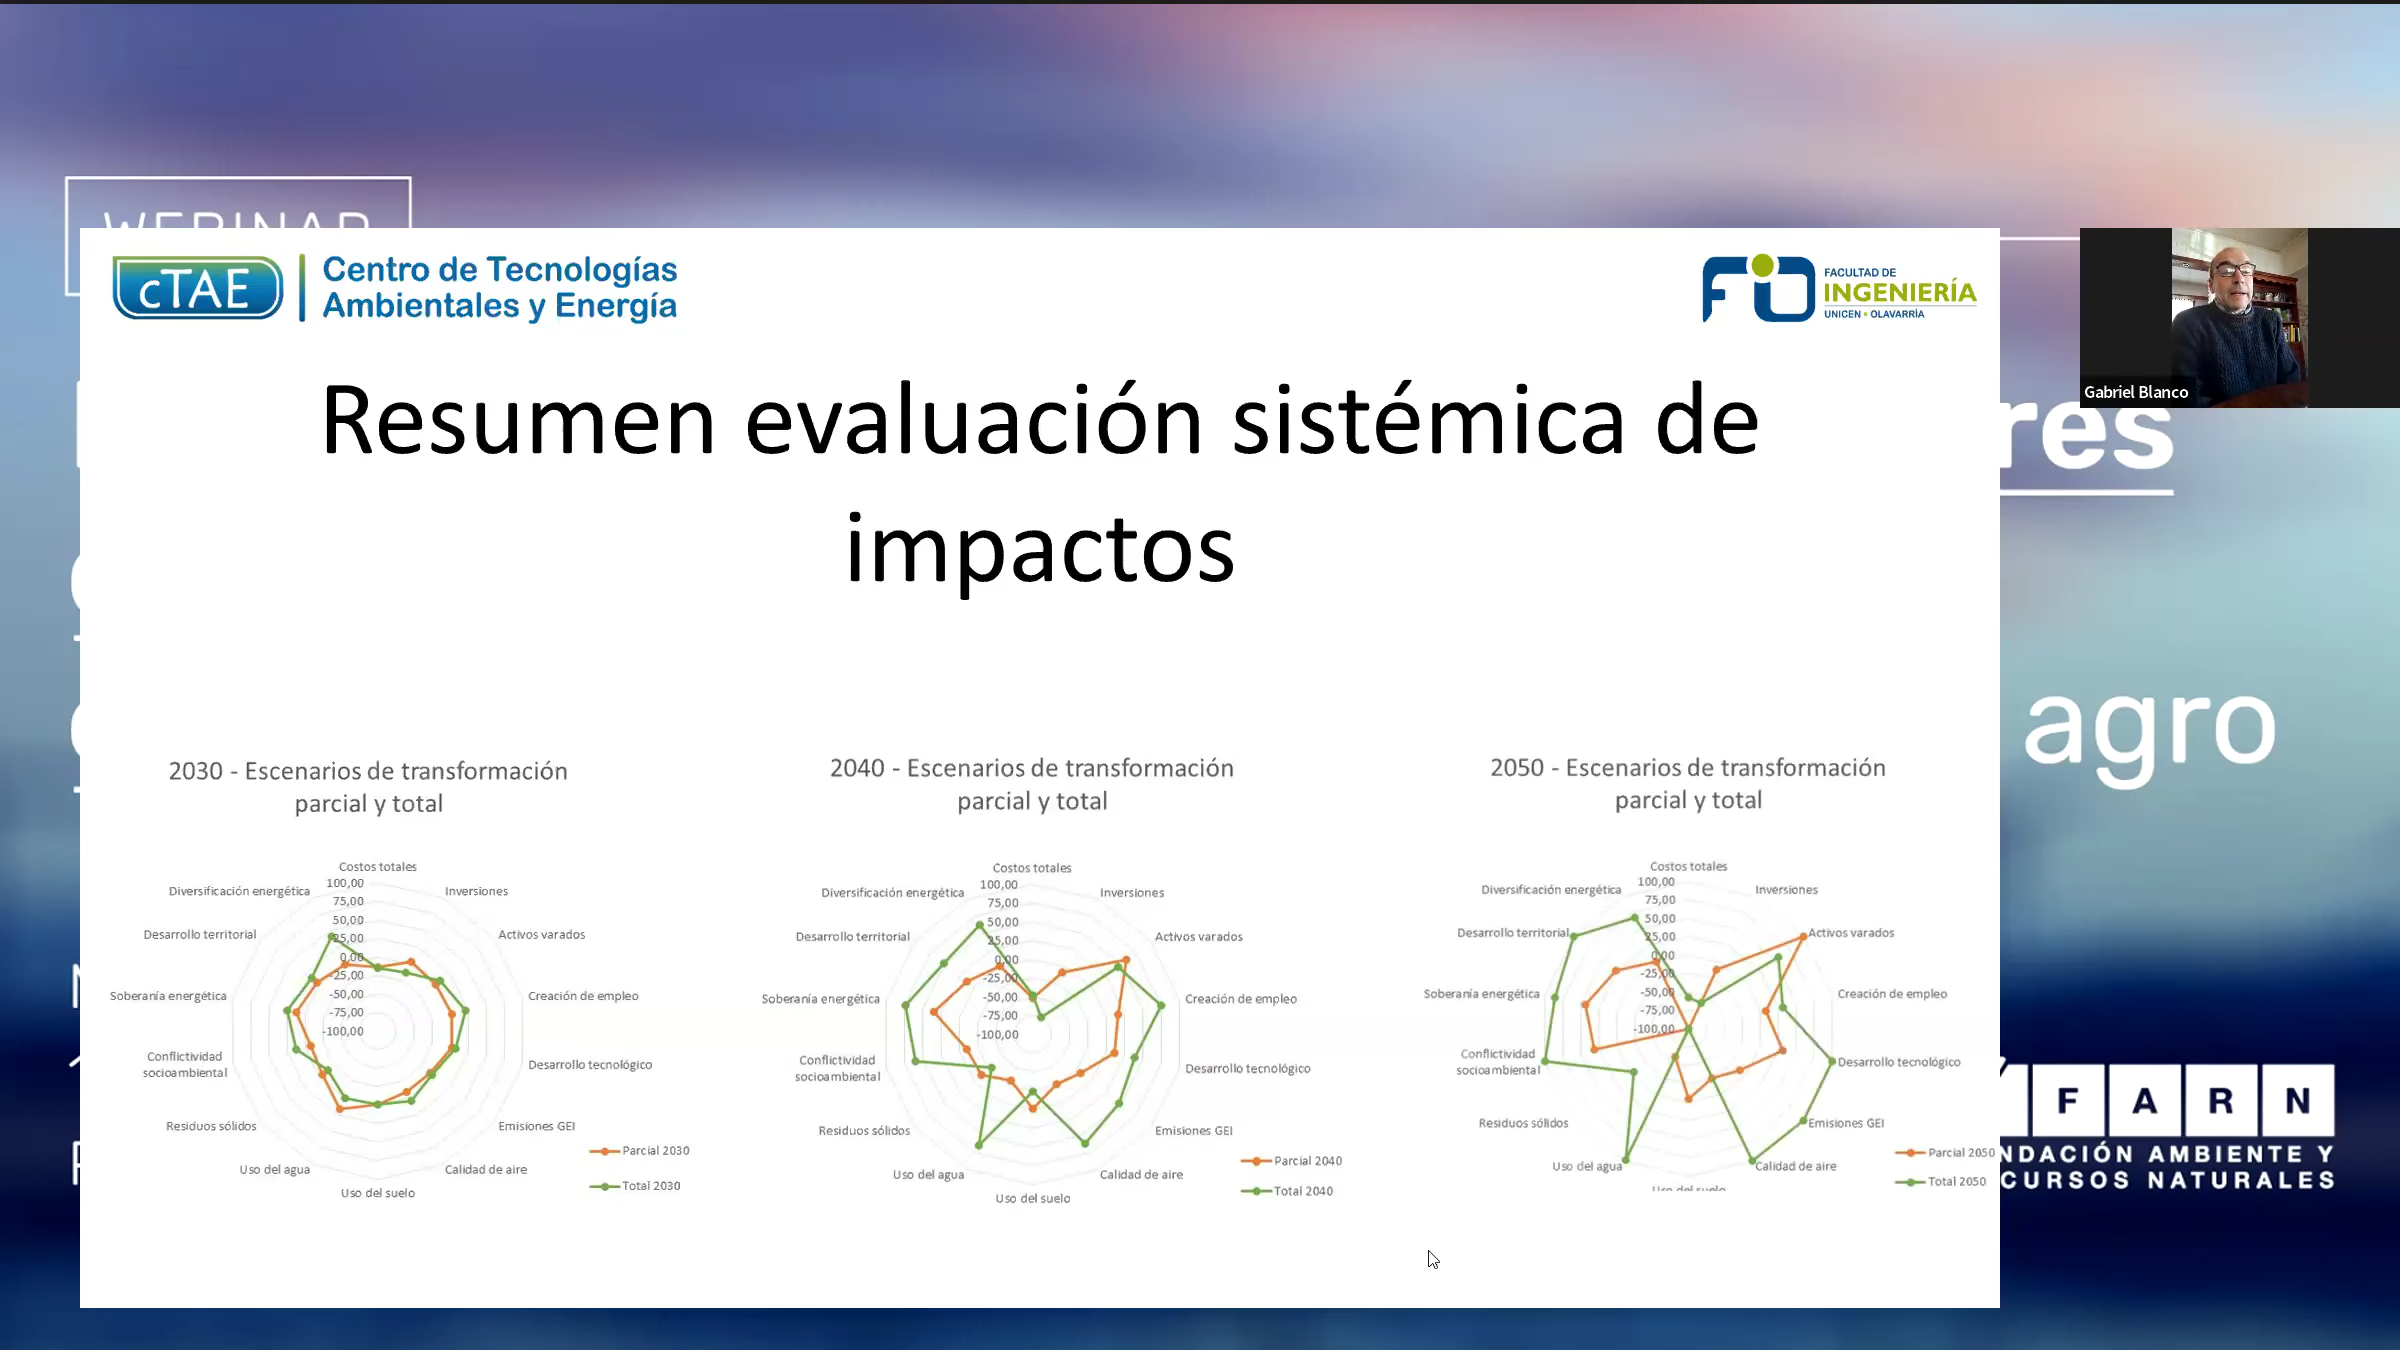 WEBINAR
cTAE
Centro de Tecnologías
Ambientales y Energía
FiO
FACULTAD DE
INGENIERÍA
UNICEN • OLAVARRÍA
Gabriel Blanco
Resumen evaluación sistémica de
impactos
res
agro
2030 - Escenarios de transformación
parcial y total
Costos totales
Inversiones
Activos varados
Creación de empleo
Desarrollo tecnológico
Emisiones GEI
Calidad de aire
Uso del suelo
Uso del agua
Residuos sólidos
Conflictividad
socioambiental
Soberanía energética
Desarrollo territorial
Diversificación energética
100,00
75,00
50,00
25,00
0,00
-25,00
-50,00
-75,00
-100,00
Parcial 2030
Total 2030
2040 - Escenarios de transformación
parcial y total
Costos totales
Inversiones
Activos varados
Creación de empleo
Desarrollo tecnológico
Emisiones GEI
Calidad de aire
Uso del suelo
Uso del agua
Residuos sólidos
Conflictividad
socioambiental
Soberanía energética
Desarrollo territorial
Diversificación energética
100,00
75,00
50,00
25,00
0,00
-25,00
-50,00
-75,00
-100,00
Parcial 2040
Total 2040
2050 - Escenarios de transformación
parcial y total
Costos totales
Inversiones
Activos varados
Creación de empleo
Desarrollo tecnológico
Emisiones GEI
Calidad de aire
Uso del suelo
Uso del agua
Residuos sólidos
Conflictividad
socioambiental
Soberanía energética
Desarrollo territorial
Diversificación energética
100,00
75,00
50,00
25,00
0,00
-25,00
-50,00
-75,00
-100,00
Parcial 2050
Total 2050
FARN
NDACIÓN AMBIENTE Y
CURSOS NATURALES